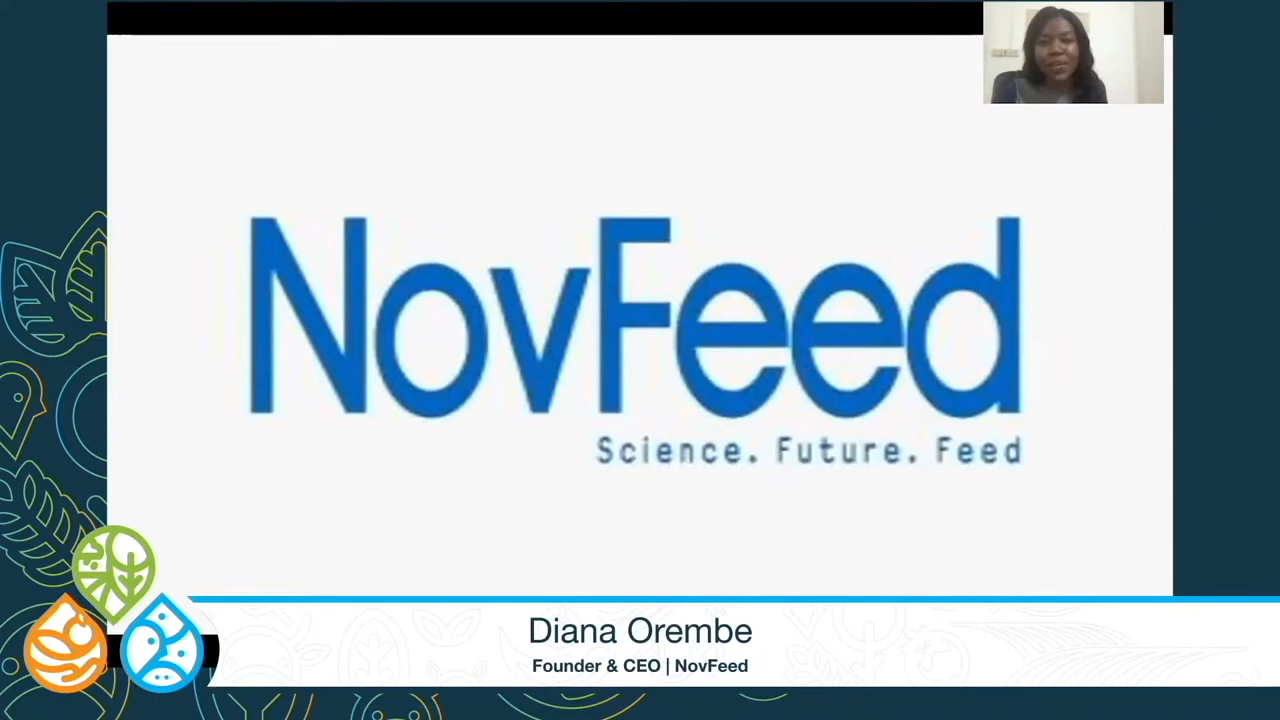 NovFeed
Science. Future. Feed
Diana Orembe
Founder & CEO | NovFeed